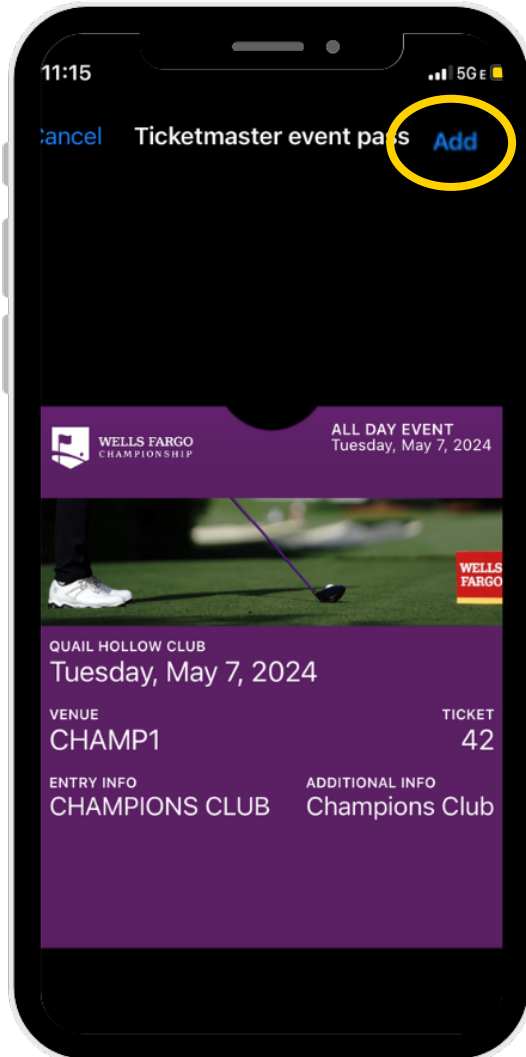 11:15
5G E
Cancel Ticketmaster event pass Add
WELLS FARGO
CHAMPIONSHIP
ALL DAY EVENT
Tuesday, May 7, 2024
WELLS
FARGO
QUAIL HOLLOW CLUB
Tuesday, May 7, 2024
VENUE
CHAMP1
TICKET
42
ENTRY INFO
CHAMPIONS CLUB
ADDITIONAL INFO
Champions Club